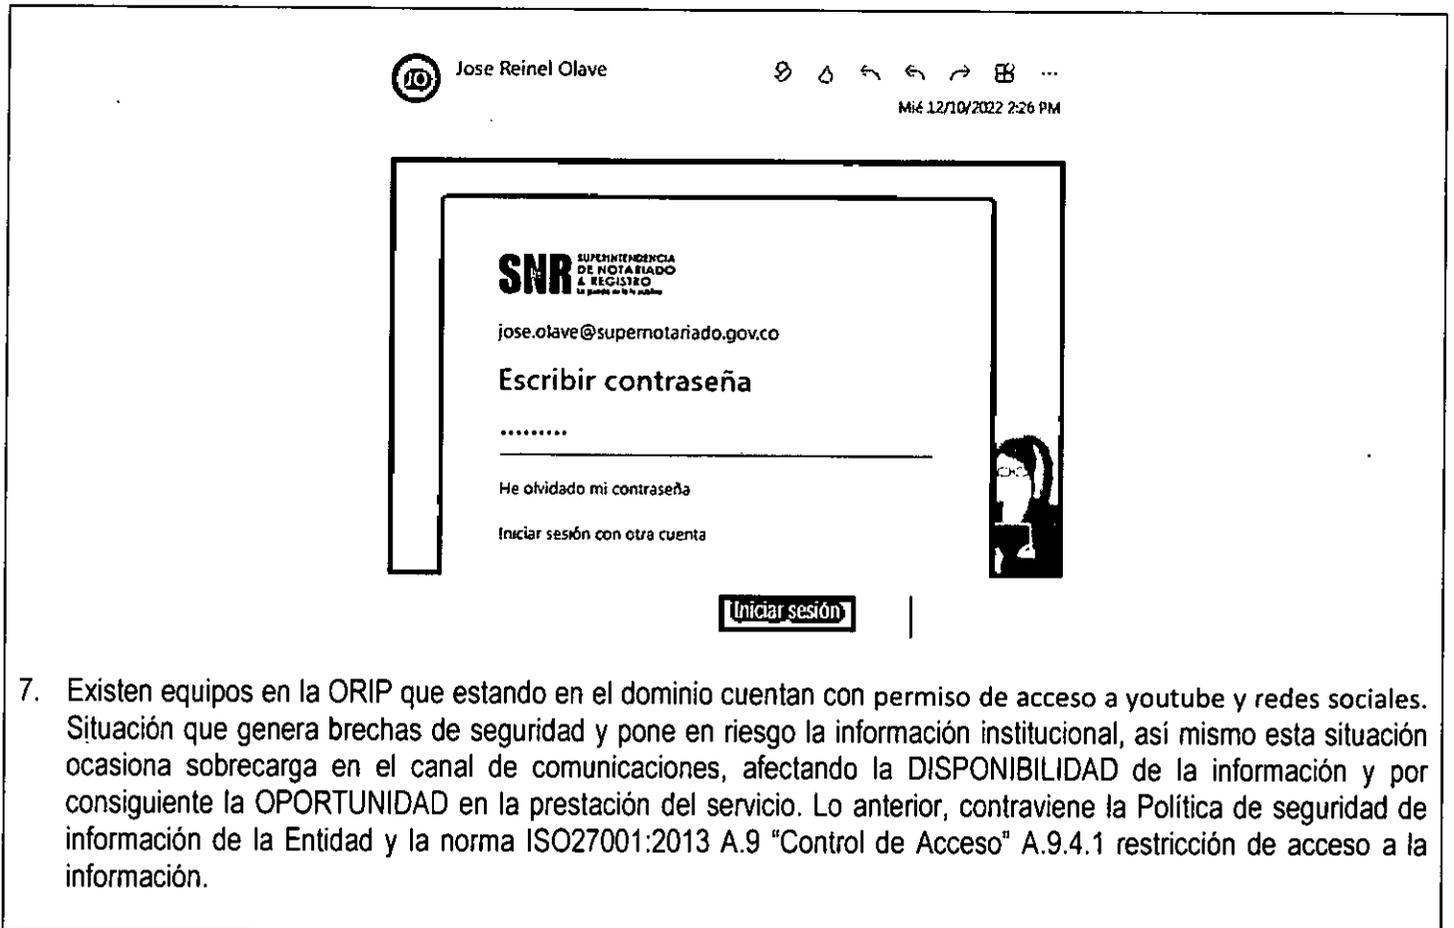 Jose Reinel Olave
Mié 12/10/2022 2:26 PM
SNR
SUPERINTENDENCIA
DE NOTARIADO
& REGISTRO
jose.olave@supernotariado.gov.co
Escribir contraseña
•••••••••
He olvidado mi contraseña
Iniciar sesión con otra cuenta
Iniciar sesión
7. Existen equipos en la ORIP que estando en el dominio cuentan con permiso de acceso a youtube y redes sociales.
Situación que genera brechas de seguridad y pone en riesgo la información institucional, así mismo esta situación
ocasiona sobrecarga en el canal de comunicaciones, afectando la DISPONIBILIDAD de la información y por
consiguiente la OPORTUNIDAD en la prestación del servicio. Lo anterior, contraviene la Política de seguridad de
información de la Entidad y la norma ISO27001:2013 A.9 "Control de Acceso" A.9.4.1 restricción de acceso a la
información.